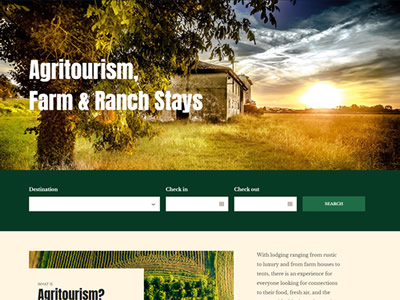 Agritourism,
Farm & Ranch Stays
Destination
Check in
Check out
SEARCH
WHAT IS
Agritourism?
With lodging ranging from rustic
to luxury and from farm houses to
tents, there is an experience for
everyone looking for connections
to their food, fresh air, and the